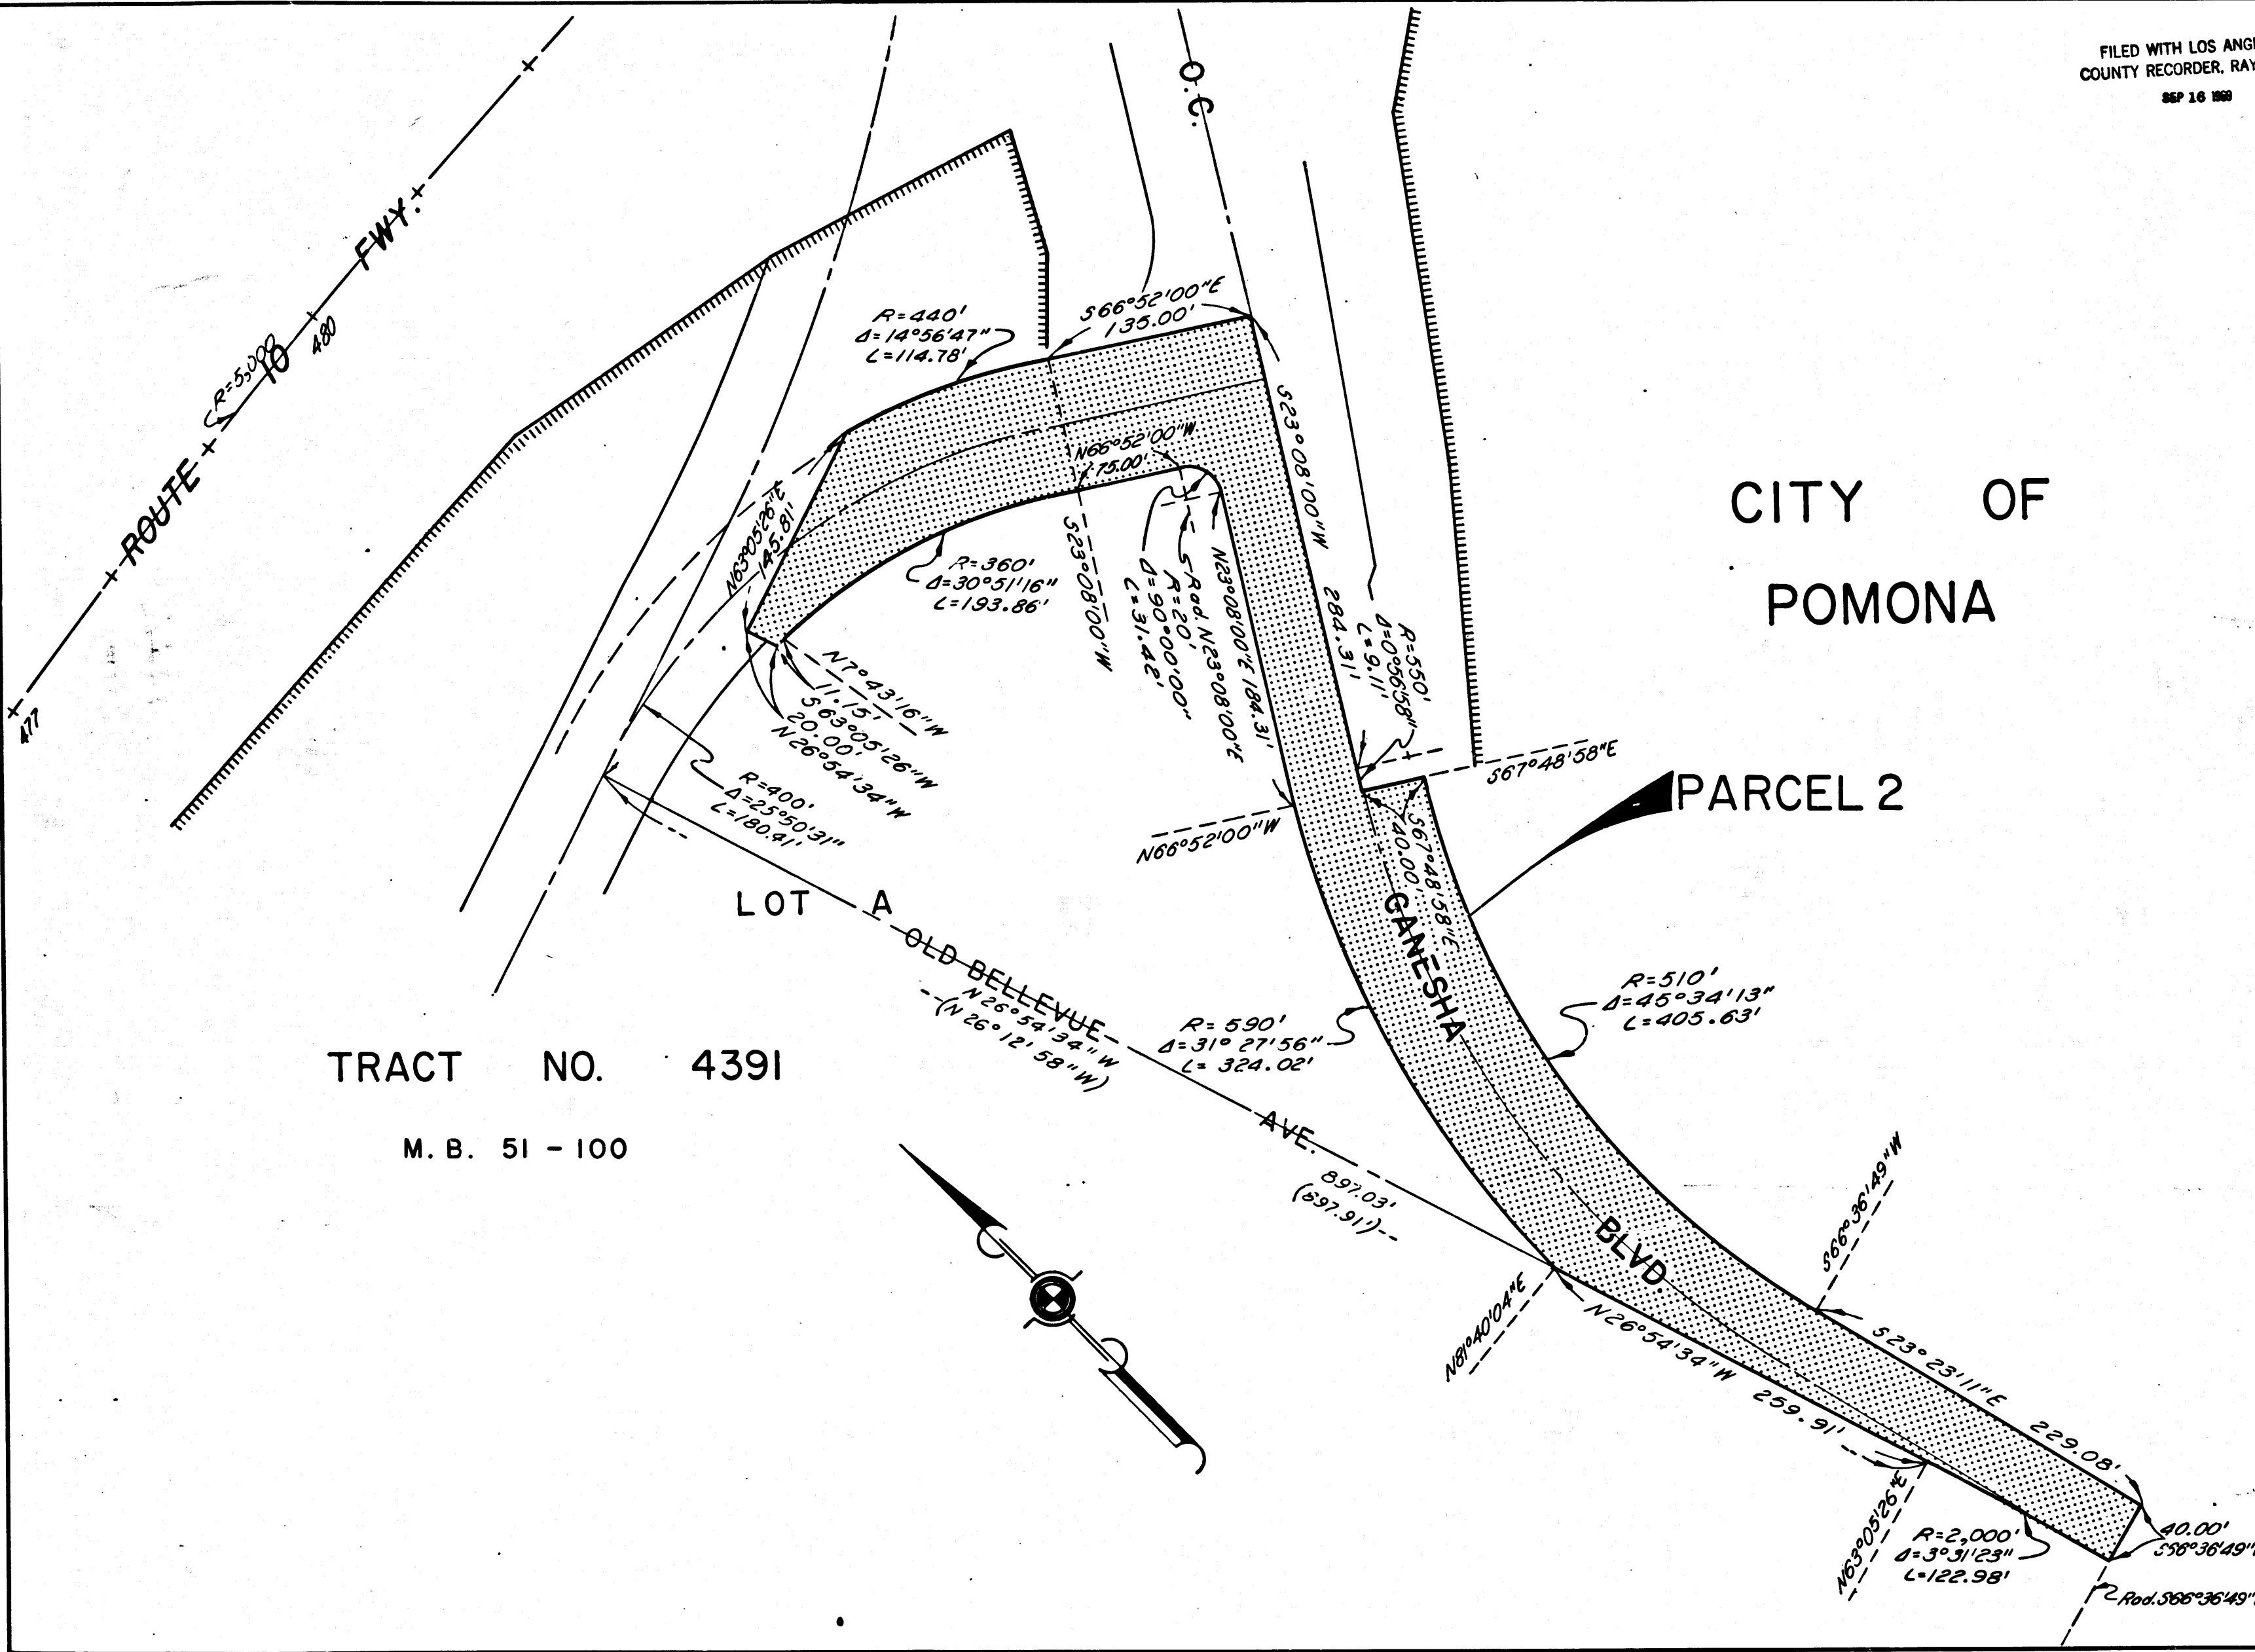 FILED WITH LOS ANG
COUNTY RECORDER, RAY
SEP 16
O.C.
ROUTE 10 FWY.
R=5,000
480
477
R=440'
Δ=14°56'47"
L=114.78'
S66°52'00"E
135.00'
N66°52'00"W
75.00'
S23°08'00"W 284.31'
N63°05'26"E
145.81'
R=360'
Δ=30°51'16"
L=193.86'
S23°08'00"W
Rad. N23°08'00"E
R=20'
Δ=90°00'00"
L=31.42'
N23°08'00"E 184.31'
R=550'
Δ=0°56'58"
L=9.11'
CITY OF
POMONA
N7°43'16"W
11.15'
S63°05'26"W
20.00'
N26°54'34"W
R=400'
Δ=25°50'31"
L=180.41'
S67°48'58"E
PARCEL 2
N66°52'00"W
S67°48'58"E
40.00'
LOT A
OLD BELLEVUE AVE.
N26°54'34"W
(N26°12'58"W)
897.03'
GANESHA BLVD.
R=590'
Δ=31°27'56"
L=324.02'
R=510'
Δ=45°34'13"
L=405.63'
TRACT NO. 4391
M.B. 51-100
N81°40'04"E
S66°36'49"W
N26°54'34"W 259.91'
S23°23'11"E 229.08'
N63°05'26"E
R=2,000'
Δ=3°31'23"
L=122.98'
40.00'
Rad. S66°36'49"